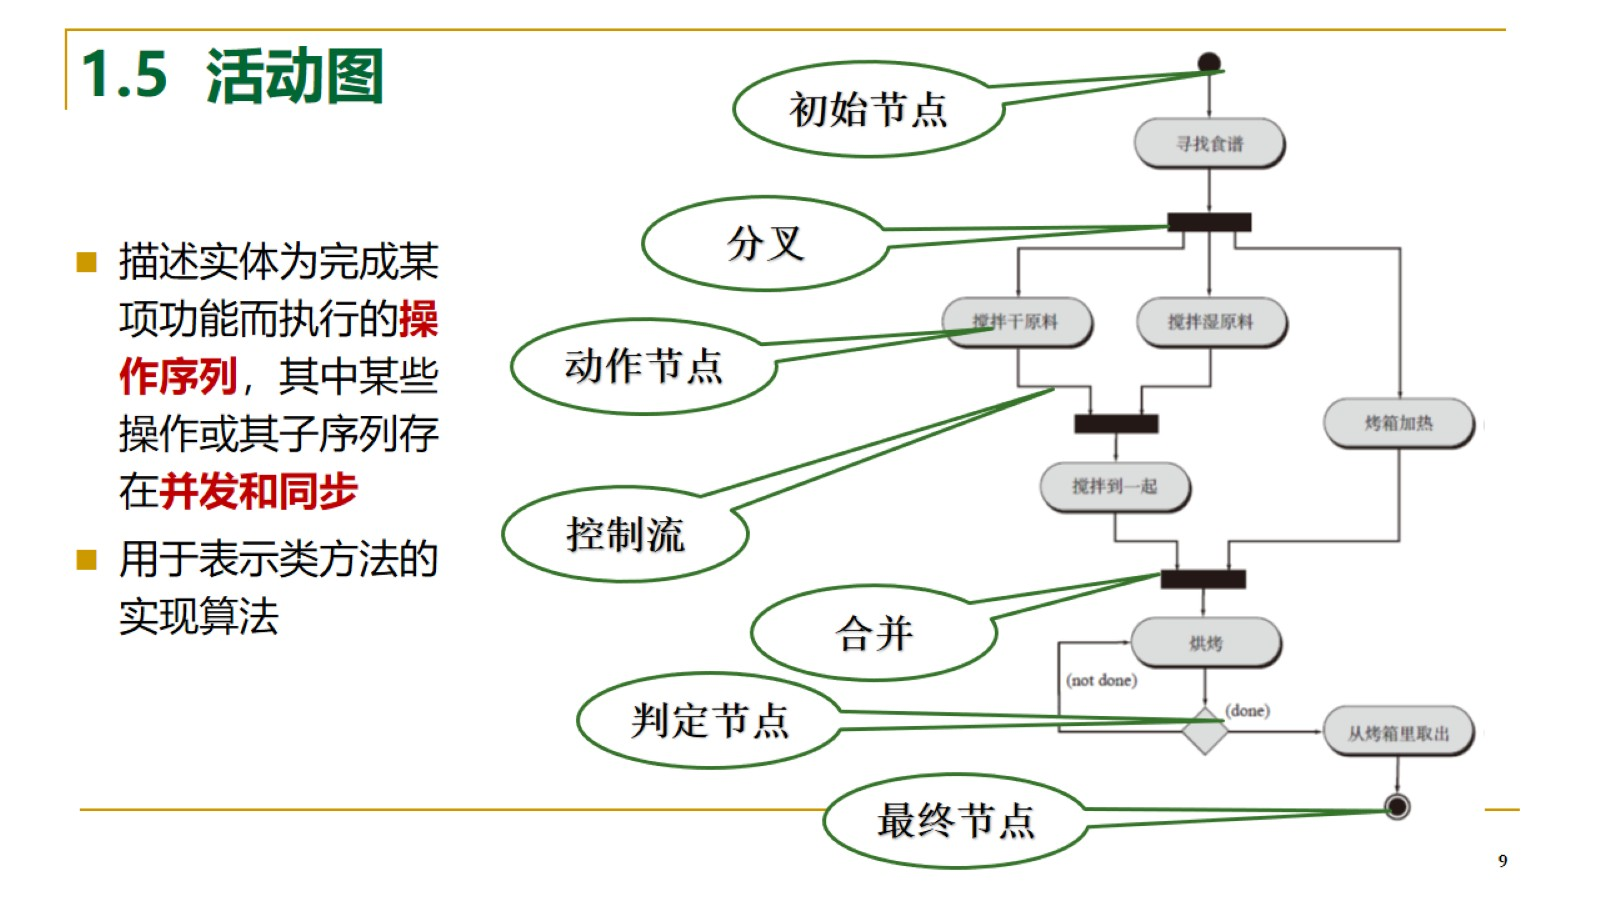 1.5 活动图
描述实体为完成某
项功能而执行的操
作序列，其中某些
操作或其子序列存
在并发和同步
用于表示类方法的
实现算法
初始节点
寻找食谱
分叉
搅拌干原料
搅拌湿原料
动作节点
烤箱加热
搅拌到一起
控制流
合并
烘烤
(not done)
判定节点
(done)
从烤箱里取出
最终节点
9